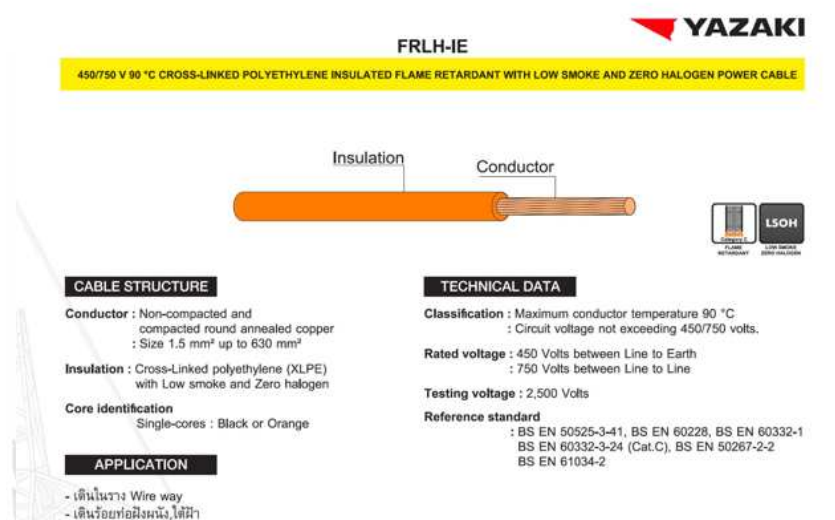 YAZAKI
FRLH-IE
450/750 V 90 °C CROSS-LINKED POLYETHYLENE INSULATED FLAME RETARDANT WITH LOW SMOKE AND ZERO HALOGEN POWER CABLE
Insulation
Conductor
Category C
FLAME
RETARDANT
LSOH
LOW SMOKE
ZERO HALOGEN
CABLE STRUCTURE
Conductor : Non-compacted and
compacted round annealed copper
: Size 1.5 mm² up to 630 mm²
Insulation : Cross-Linked polyethylene (XLPE)
with Low smoke and Zero halogen
Core identification
Single-cores : Black or Orange
APPLICATION
- เดินในราง Wire way
- เดินร้อยท่อฝังผนัง,ใต้ฝ้า
TECHNICAL DATA
Classification : Maximum conductor temperature 90 °C
: Circuit voltage not exceeding 450/750 volts.
Rated voltage : 450 Volts between Line to Earth
: 750 Volts between Line to Line
Testing voltage : 2,500 Volts
Reference standard
: BS EN 50525-3-41, BS EN 60228, BS EN 60332-1
BS EN 60332-3-24 (Cat.C), BS EN 50267-2-2
BS EN 61034-2